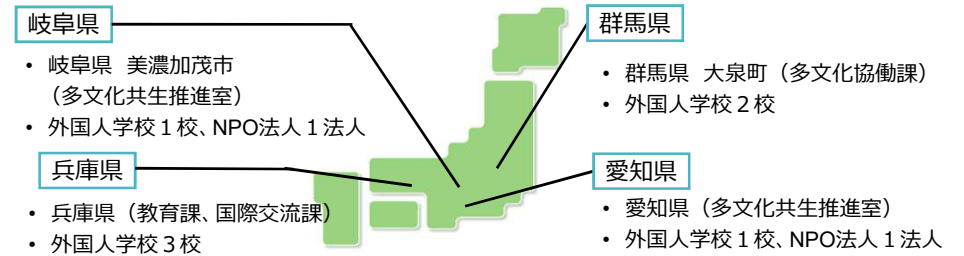 岐阜県
• 岐阜県 美濃加茂市
（多文化共生推進室）
• 外国人学校１校、NPO法人１法人
群馬県
• 群馬県 大泉町（多文化協働課）
• 外国人学校２校
兵庫県
• 兵庫県（教育課、国際交流課）
• 外国人学校３校
愛知県
• 愛知県（多文化共生推進室）
• 外国人学校１校、NPO法人１法人